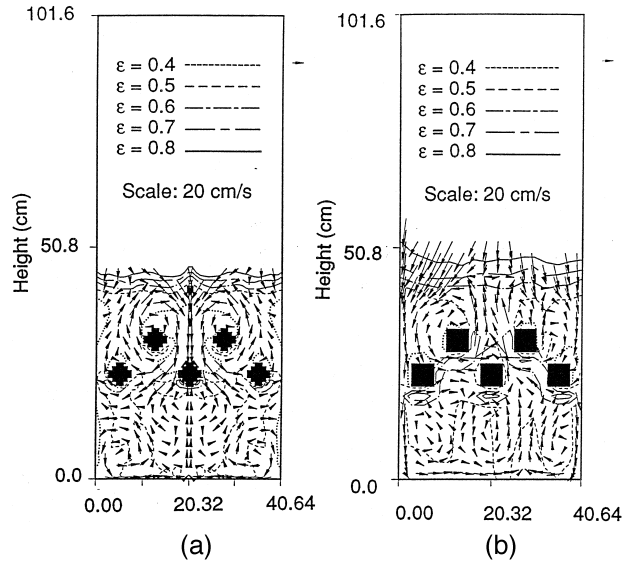 101.6
ε = 0.4
ε = 0.5
ε = 0.6
ε = 0.7
ε = 0.8
Scale: 20 cm/s
Height (cm)
50.8
0.0
0.00 20.32 40.64
(a)
101.6
ε = 0.4
ε = 0.5
ε = 0.6
ε = 0.7
ε = 0.8
Scale: 20 cm/s
Height (cm)
50.8
0.0
0.00 20.32 40.64
(b)